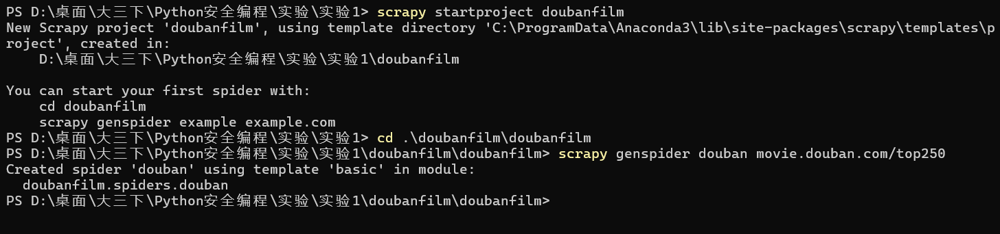 PS D:\桌面\大三下\Python安全编程\实验\实验1> scrapy startproject doubanfilm
New Scrapy project 'doubanfilm', using template directory 'C:\ProgramData\Anaconda3\lib\site-packages\scrapy\templates\p
roject', created in:
    D:\桌面\大三下\Python安全编程\实验\实验1\doubanfilm

You can start your first spider with:
    cd doubanfilm
    scrapy genspider example example.com
PS D:\桌面\大三下\Python安全编程\实验\实验1> cd .\doubanfilm\doubanfilm
PS D:\桌面\大三下\Python安全编程\实验\实验1\doubanfilm\doubanfilm> scrapy genspider douban movie.douban.com/top250
Created spider 'douban' using template 'basic' in module:
  doubanfilm.spiders.douban
PS D:\桌面\大三下\Python安全编程\实验\实验1\doubanfilm\doubanfilm>